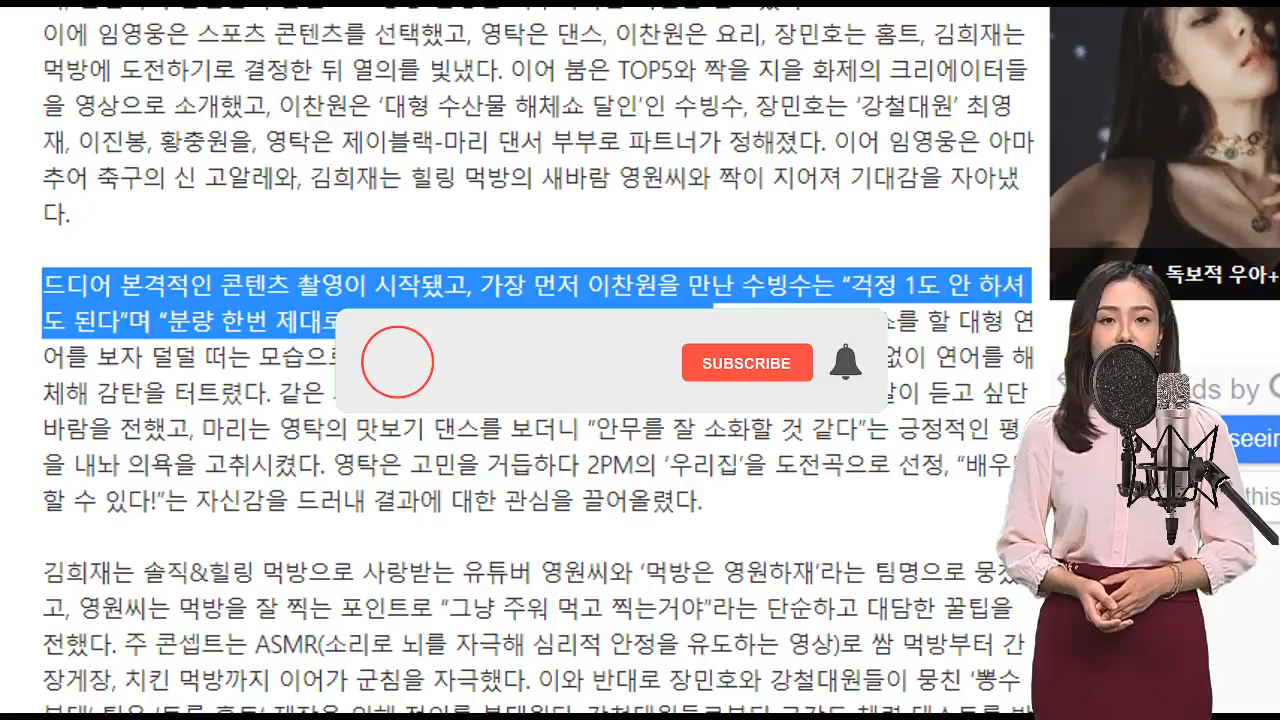 이에 임영웅은 스포츠 콘텐츠를 선택했고, 영탁은 댄스, 이찬원은 요리, 장민호는 홈트, 김희재는
먹방에 도전하기로 결정한 뒤 열의를 빛냈다. 이어 붐은 TOP5와 짝을 지을 화제의 크리에이터들
을 영상으로 소개했고, 이찬원은 ‘대형 수산물 해체쇼 달인’인 수빙수, 장민호는 ‘강철대원’ 최영
재, 이진봉, 황충원을, 영탁은 제이블랙-마리 댄서 부부로 파트너가 정해졌다. 이어 임영웅은 아마
추어 축구의 신 고알레와, 김희재는 힐링 먹방의 새바람 영원씨와 짝이 지어져 기대감을 자아냈
다.
독보적 우아+
드디어 본격적인 콘텐츠 촬영이 시작됐고, 가장 먼저 이찬원을 만난 수빙수는 “걱정 1도 안 하셔
도 된다”며 “분량 한번 제대로 할 대형 연
어를 보자 덜덜 떠는 모습으로 없이 연어를 해
체해 감탄을 터트렸다. 같은 듣고 싶단
바람을 전했고, 마리는 영탁의 맛보기 댄스를 보더니 “안무를 잘 소화할 것 같다”는 긍정적인 평
을 내놔 의욕을 고취시켰다. 영탁은 고민을 거듭하다 2PM의 ‘우리집’을 도전곡으로 선정, “배우
할 수 있다!”는 자신감을 드러내 결과에 대한 관심을 끌어올렸다.
SUBSCRIBE
ds by
seein
this
김희재는 솔직&힐링 먹방으로 사랑받는 유튜버 영원씨와 ‘먹방은 영원하재’라는 팀명으로 뭉쳤
고, 영원씨는 먹방을 잘 찍는 포인트로 “그냥 주워 먹고 찍는거야”라는 단순하고 대담한 꿀팁을
전했다. 주 콘셉트는 ASMR(소리로 뇌를 자극해 심리적 안정을 유도하는 영상)로 쌈 먹방부터 간
장게장, 치킨 먹방까지 이어가 군침을 자극했다. 이와 반대로 장민호와 강철대원들이 뭉친 ‘뽕수